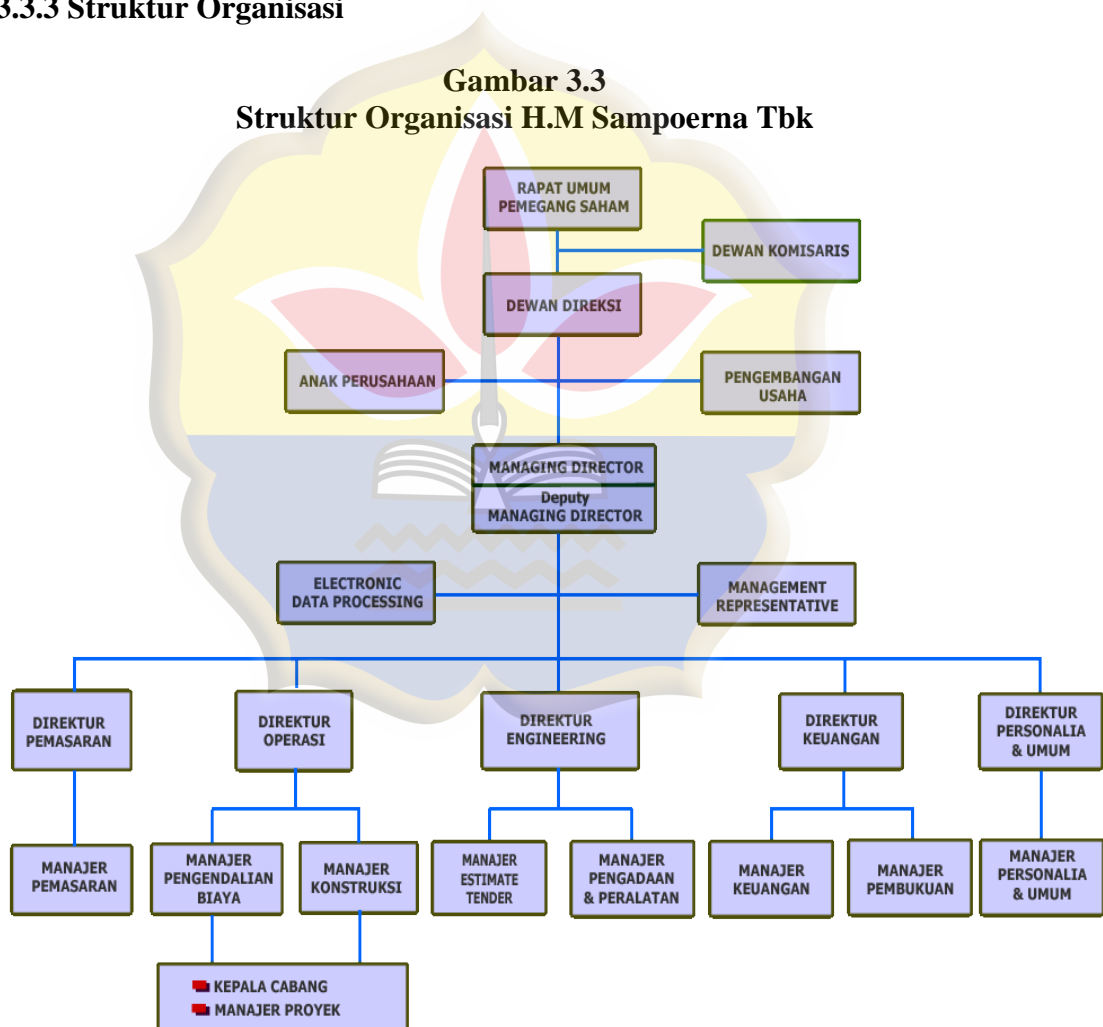 3.3.3 Struktur Organisasi
Gambar 3.3
Struktur Organisasi H.M Sampoerna Tbk
RAPAT UMUM
PEMEGANG SAHAM
DEWAN KOMISARIS
DEWAN DIREKSI
ANAK PERUSAHAAN
PENGEMBANGAN
USAHA
MANAGING DIRECTOR
Deputy
MANAGING DIRECTOR
ELECTRONIC
DATA PROCESSING
MANAGEMENT
REPRESENTATIVE
DIREKTUR
PEMASARAN
DIREKTUR
OPERASI
DIREKTUR
ENGINEERING
DIREKTUR
KEUANGAN
DIREKTUR
PERSONALIA
& UMUM
MANAJER
PEMASARAN
MANAJER
PENGENDALIAN
BIAYA
MANAJER
KONSTRUKSI
MANAJER
ESTIMATE
TENDER
MANAJER
PENGADAAN
& PERALATAN
MANAJER
KEUANGAN
MANAJER
PEMBUKUAN
MANAJER
PERSONALIA
& UMUM
KEPALA CABANG
MANAJER PROYEK